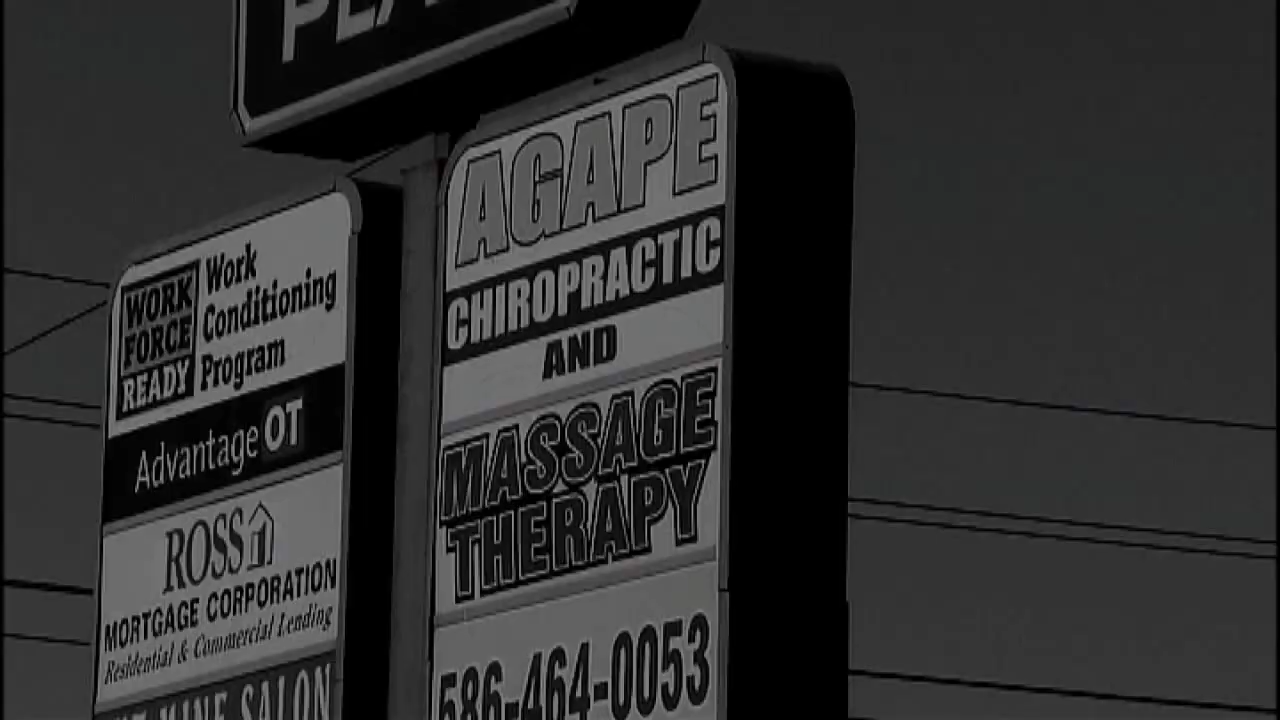 WORK
FORCE
READY
Work
Conditioning
Program
Advantage OT
ROSS
MORTGAGE CORPORATION
Residential & Commercial Lending
SALON
AGAPE
CHIROPRACTIC
AND
MASSAGE
THERAPY
586-464-0053